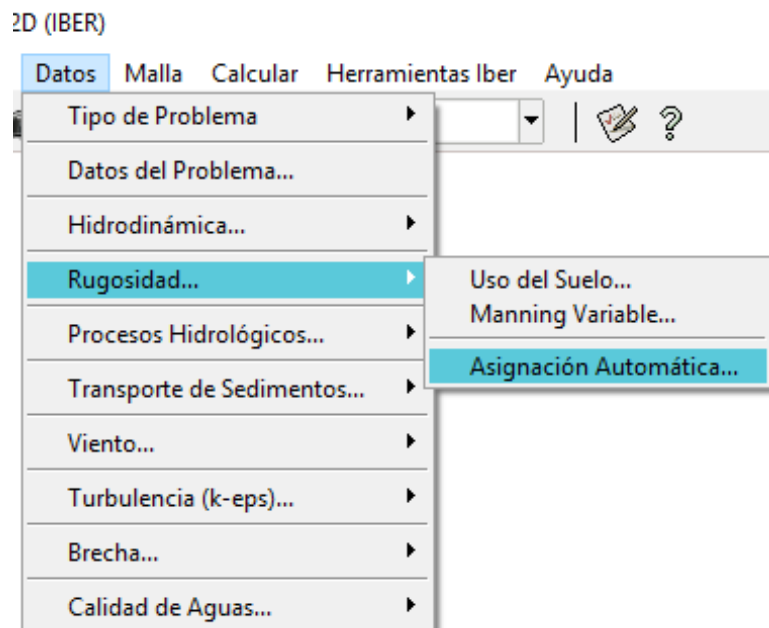 2D (IBER)
Datos Malla Calcular Herramientas Iber Ayuda
Tipo de Problema
Datos del Problema...
Hidrodinámica...
Rugosidad...
Uso del Suelo...
Manning Variable...
Asignación Automática...
Procesos Hidrológicos...
Transporte de Sedimentos...
Viento...
Turbulencia (k-eps)...
Brecha...
Calidad de Aguas...